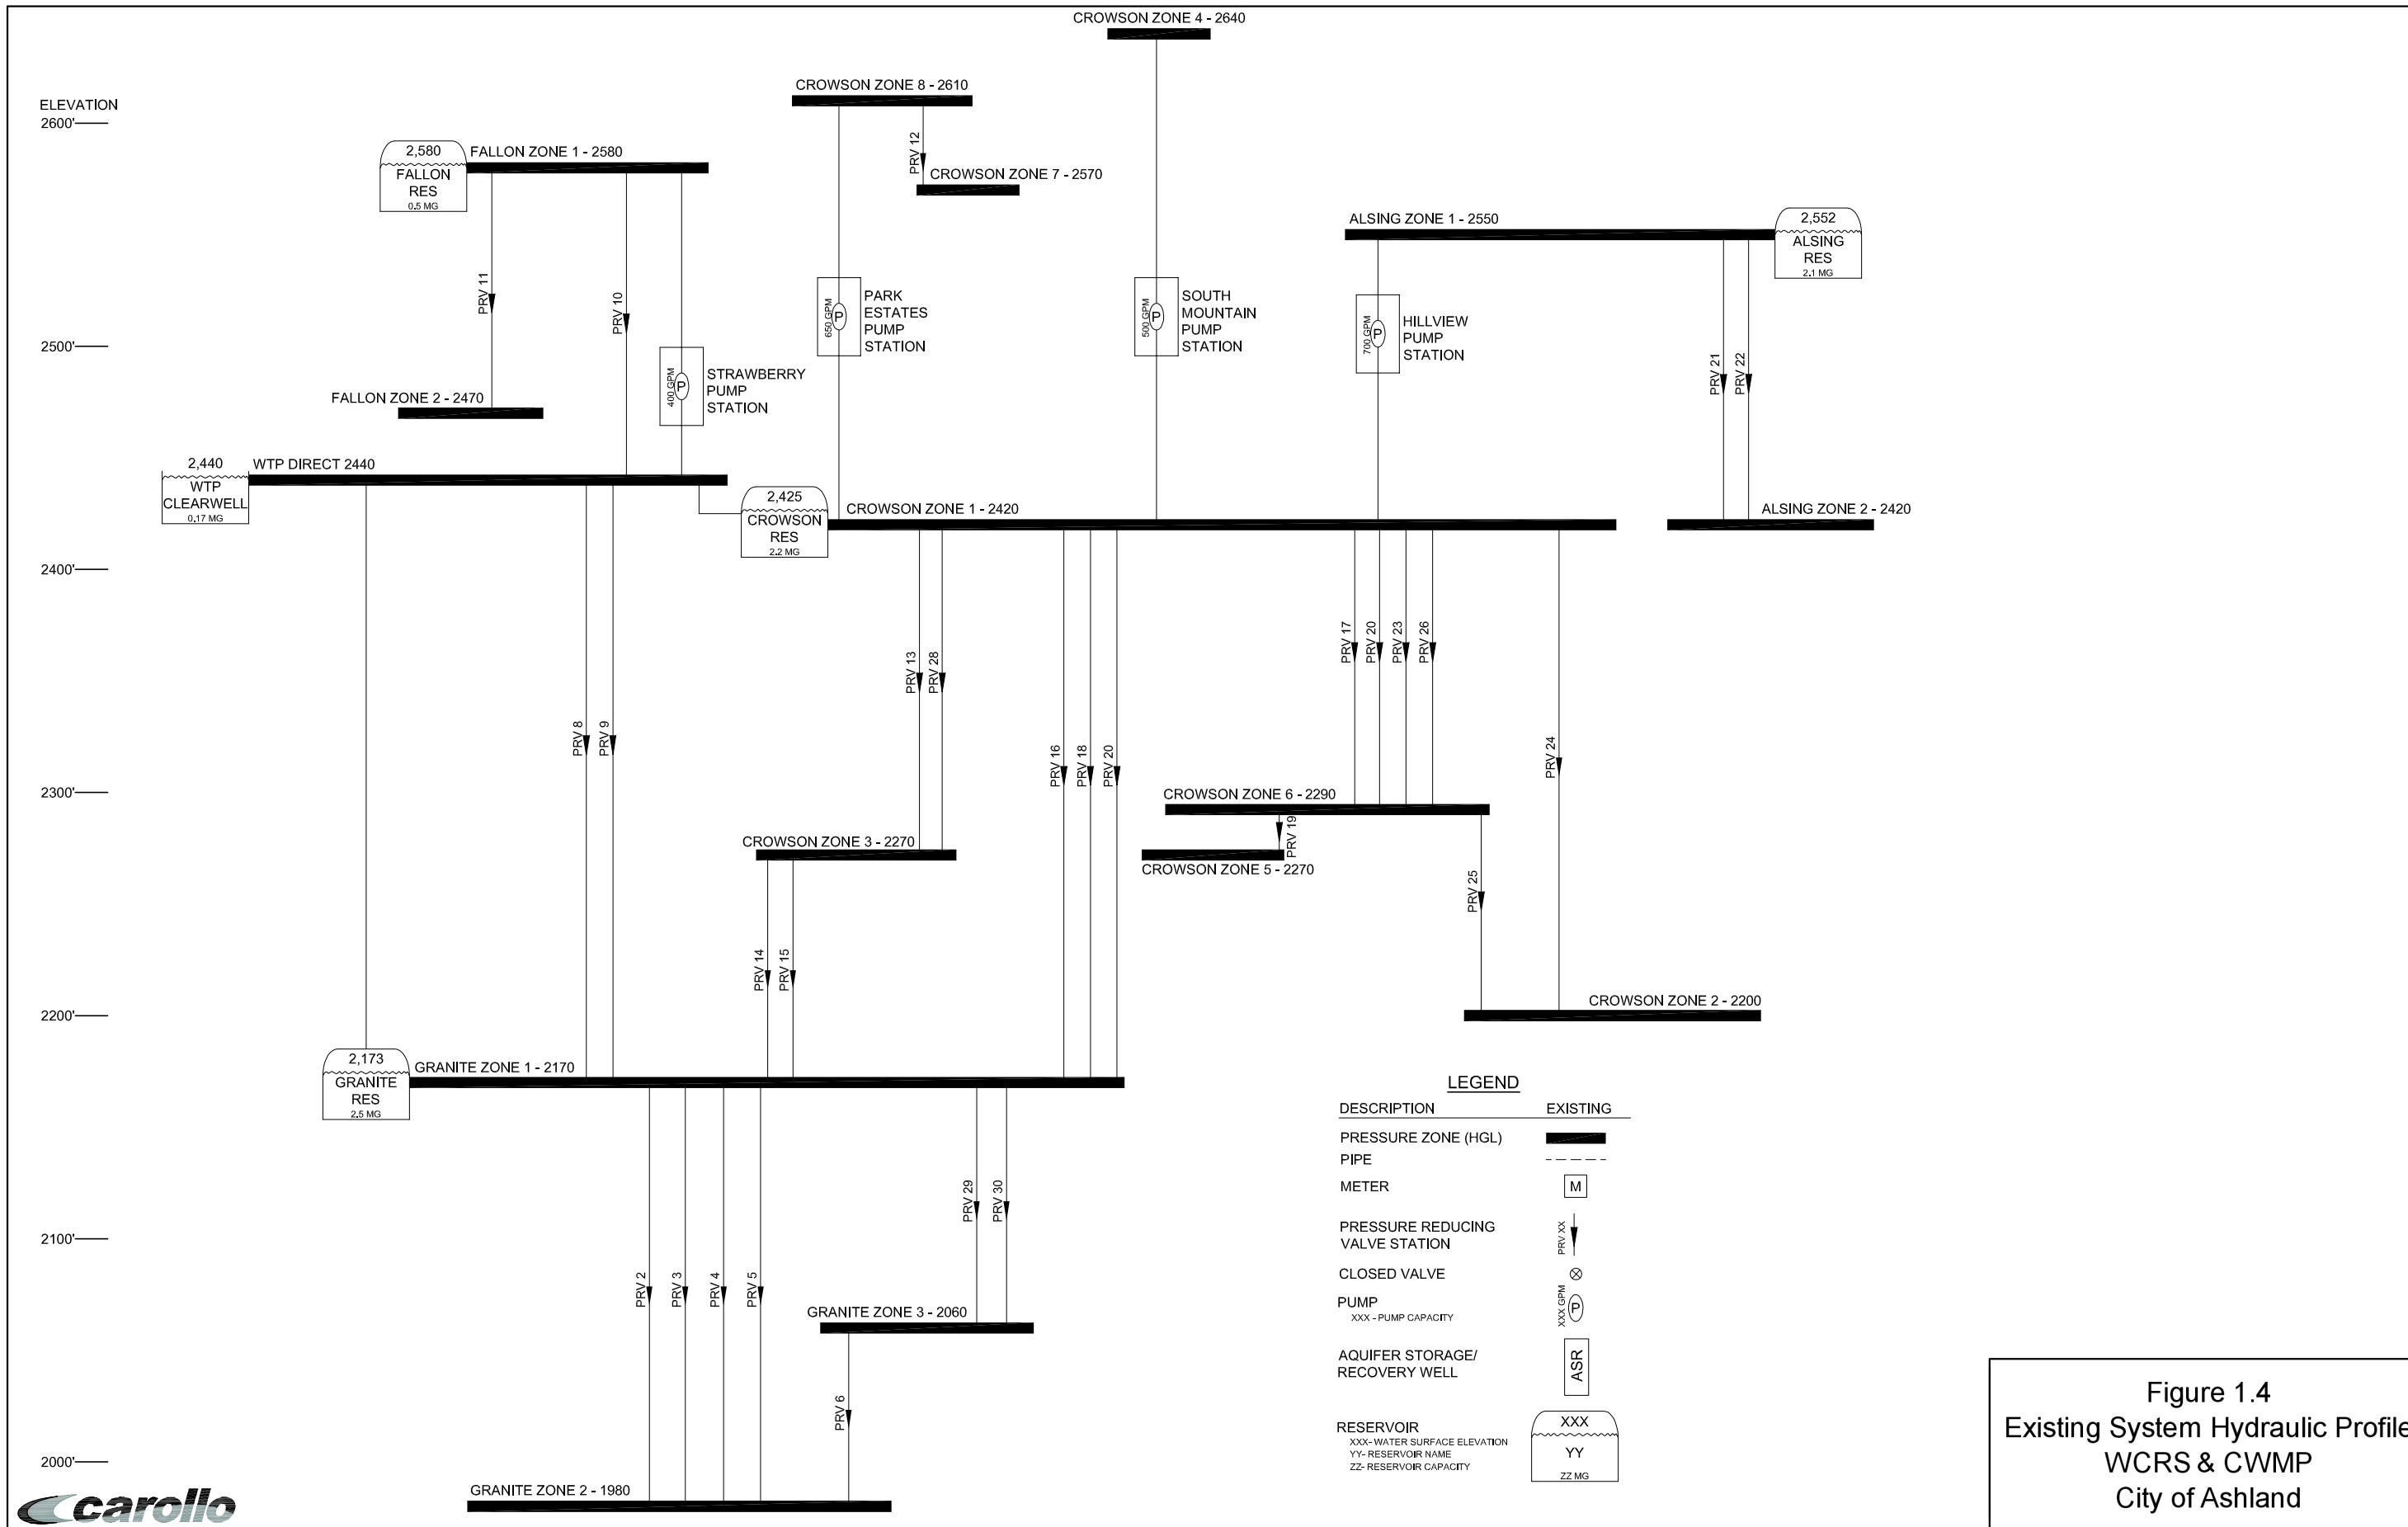 CROWSON ZONE 4 - 2640
CROWSON ZONE 8 - 2610
ELEVATION
2600'
PRV 12
2,580
FALLON
RES
0.5 MG
FALLON ZONE 1 - 2580
CROWSON ZONE 7 - 2570
ALSING ZONE 1 - 2550
2,552
ALSING
RES
2.1 MG
PRV 11
PRV 10
650 GPM
P
PARK
ESTATES
PUMP
STATION
500 GPM
P
SOUTH
MOUNTAIN
PUMP
STATION
700 GPM
P
HILLVIEW
PUMP
STATION
2500'
400 GPM
P
STRAWBERRY
PUMP
STATION
PRV 21
PRV 22
FALLON ZONE 2 - 2470
2,440
WTP
CLEARWELL
0.17 MG
WTP DIRECT 2440
2,425
CROWSON
RES
2.2 MG
CROWSON ZONE 1 - 2420
ALSING ZONE 2 - 2420
2400'
PRV 13
PRV 28
PRV 17
PRV 20
PRV 23
PRV 26
PRV 8
PRV 9
PRV 16
PRV 18
PRV 20
PRV 24
2300'
CROWSON ZONE 6 - 2290
PRV 19
CROWSON ZONE 3 - 2270
CROWSON ZONE 5 - 2270
PRV 25
PRV 14
PRV 15
2200'
CROWSON ZONE 2 - 2200
2,173
GRANITE
RES
2.5 MG
GRANITE ZONE 1 - 2170
PRV 29
PRV 30
2100'
PRV 2
PRV 3
PRV 4
PRV 5
GRANITE ZONE 3 - 2060
PRV 6
2000'
GRANITE ZONE 2 - 1980
LEGEND
DESCRIPTION EXISTING
PRESSURE ZONE (HGL)
PIPE
METER
M
PRESSURE REDUCING
VALVE STATION
PRV XX
CLOSED VALVE
PUMP
XXX - PUMP CAPACITY
XXX GPM
P
AQUIFER STORAGE/
RECOVERY WELL
ASR
RESERVOIR
XXX- WATER SURFACE ELEVATION
YY- RESERVOIR NAME
ZZ- RESERVOIR CAPACITY
XXX
YY
ZZ MG
carollo
Figure 1.4
Existing System Hydraulic Profile
WCRS & CWMP
City of Ashland